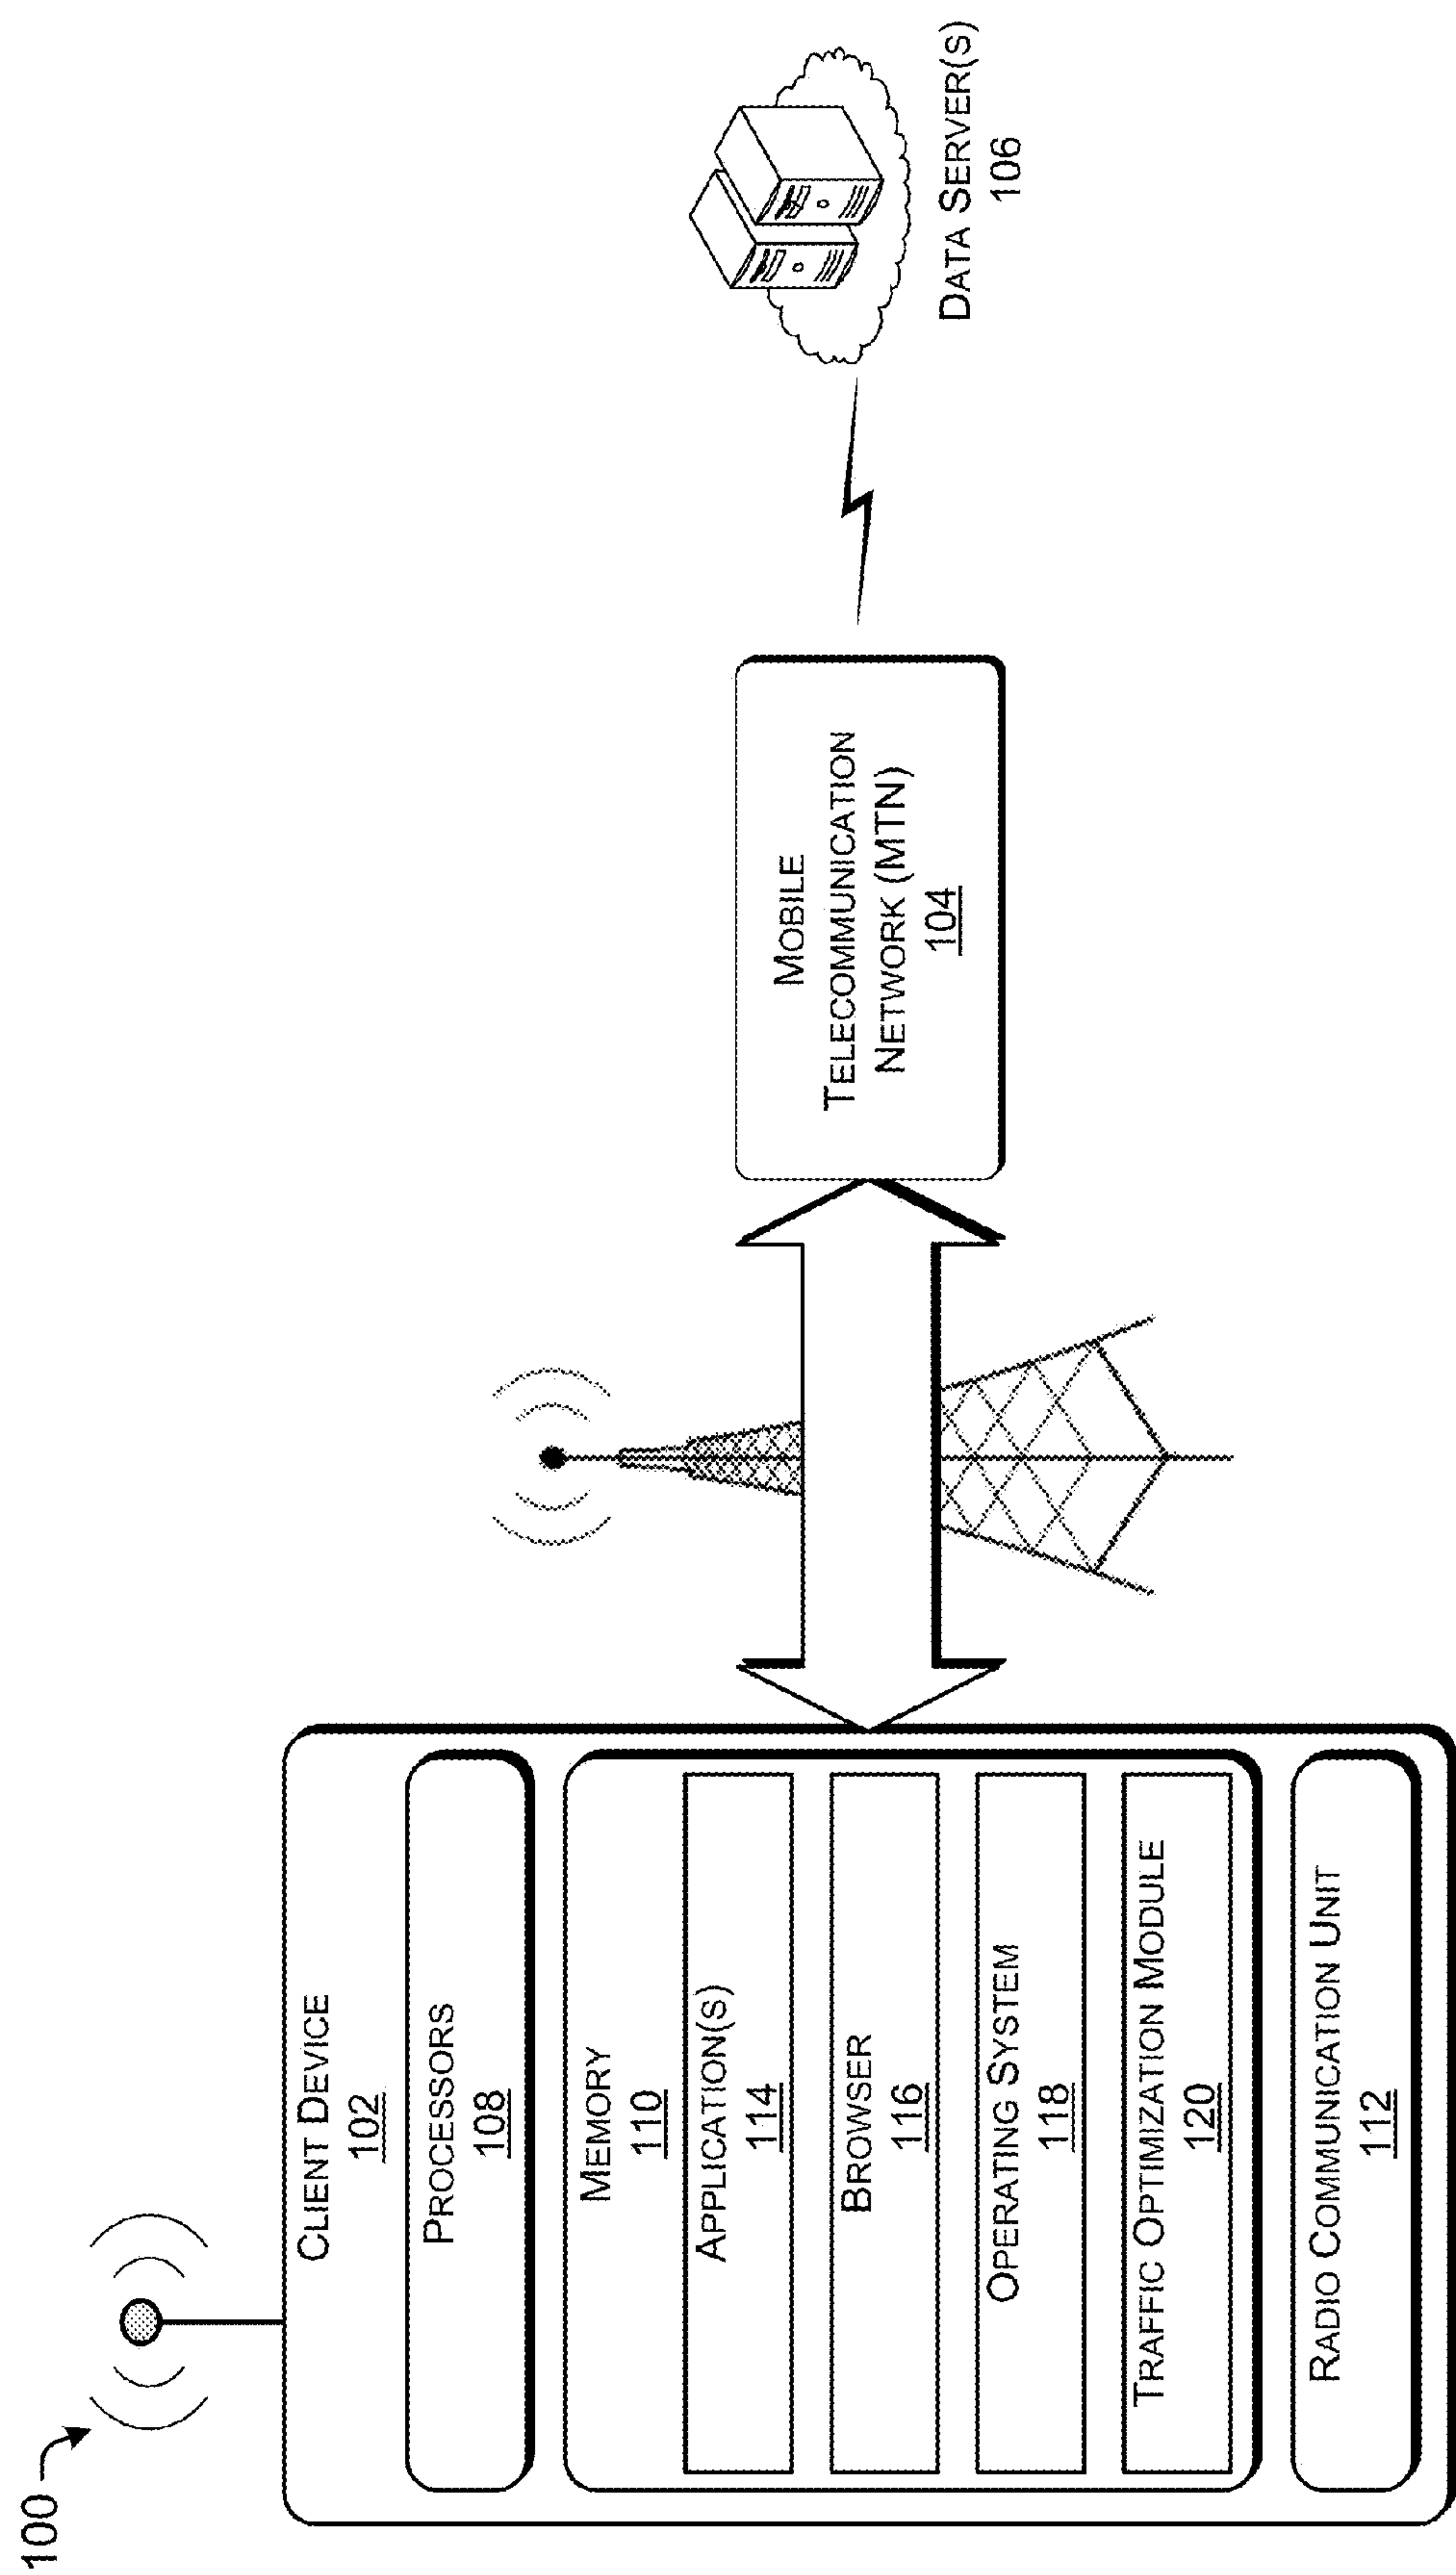 100
CLIENT DEVICE
102
PROCESSORS
108
MEMORY
110
APPLICATION(S)
114
BROWSER
116
OPERATING SYSTEM
118
TRAFFIC OPTIMIZATION MODULE
120
RADIO COMMUNICATION UNIT
112
MOBILE
TELECOMMUNICATION
NETWORK (MTN)
104
DATA SERVER(S)
106